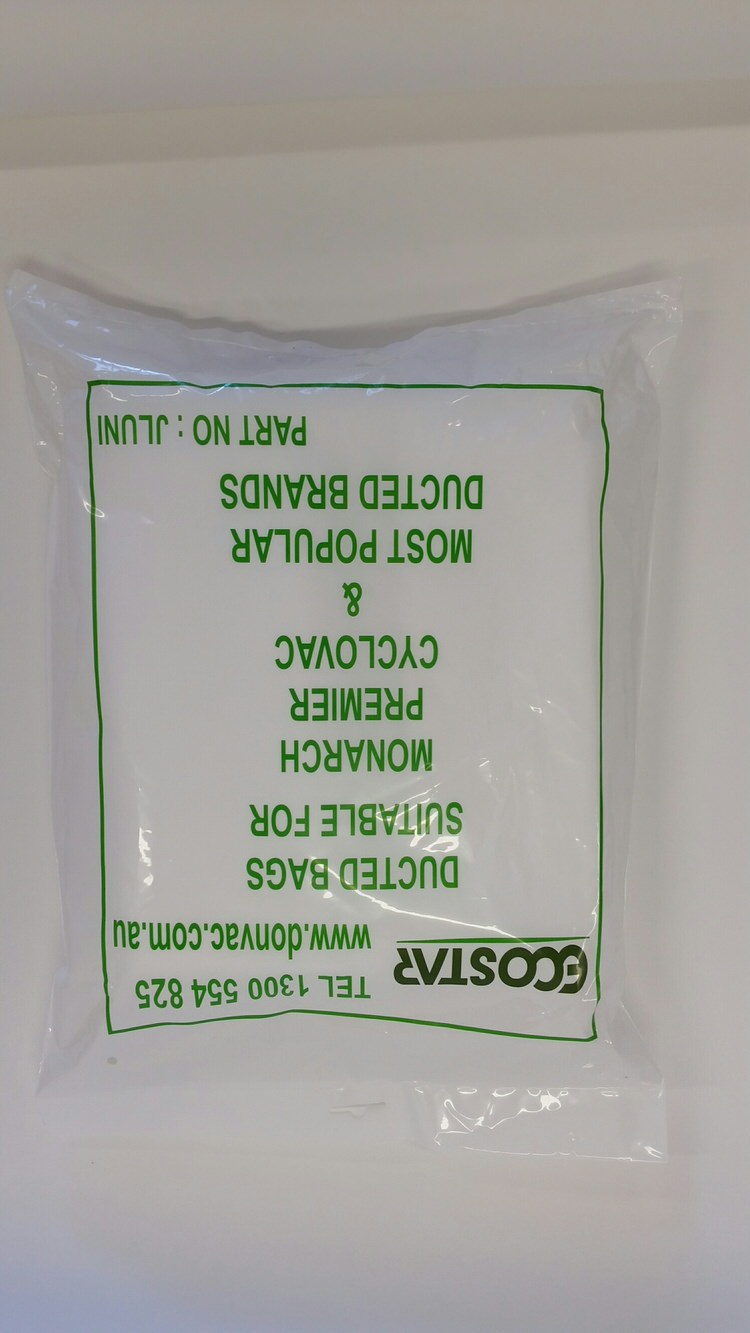 ECOSTAR
TEL 1300 554 825
www.donvac.com.au
DUCTED BAGS
SUITABLE FOR
MONARCH
PREMIER
CYCLOVAC
&
MOST POPULAR
DUCTED BRANDS
PART NO : JLUNI